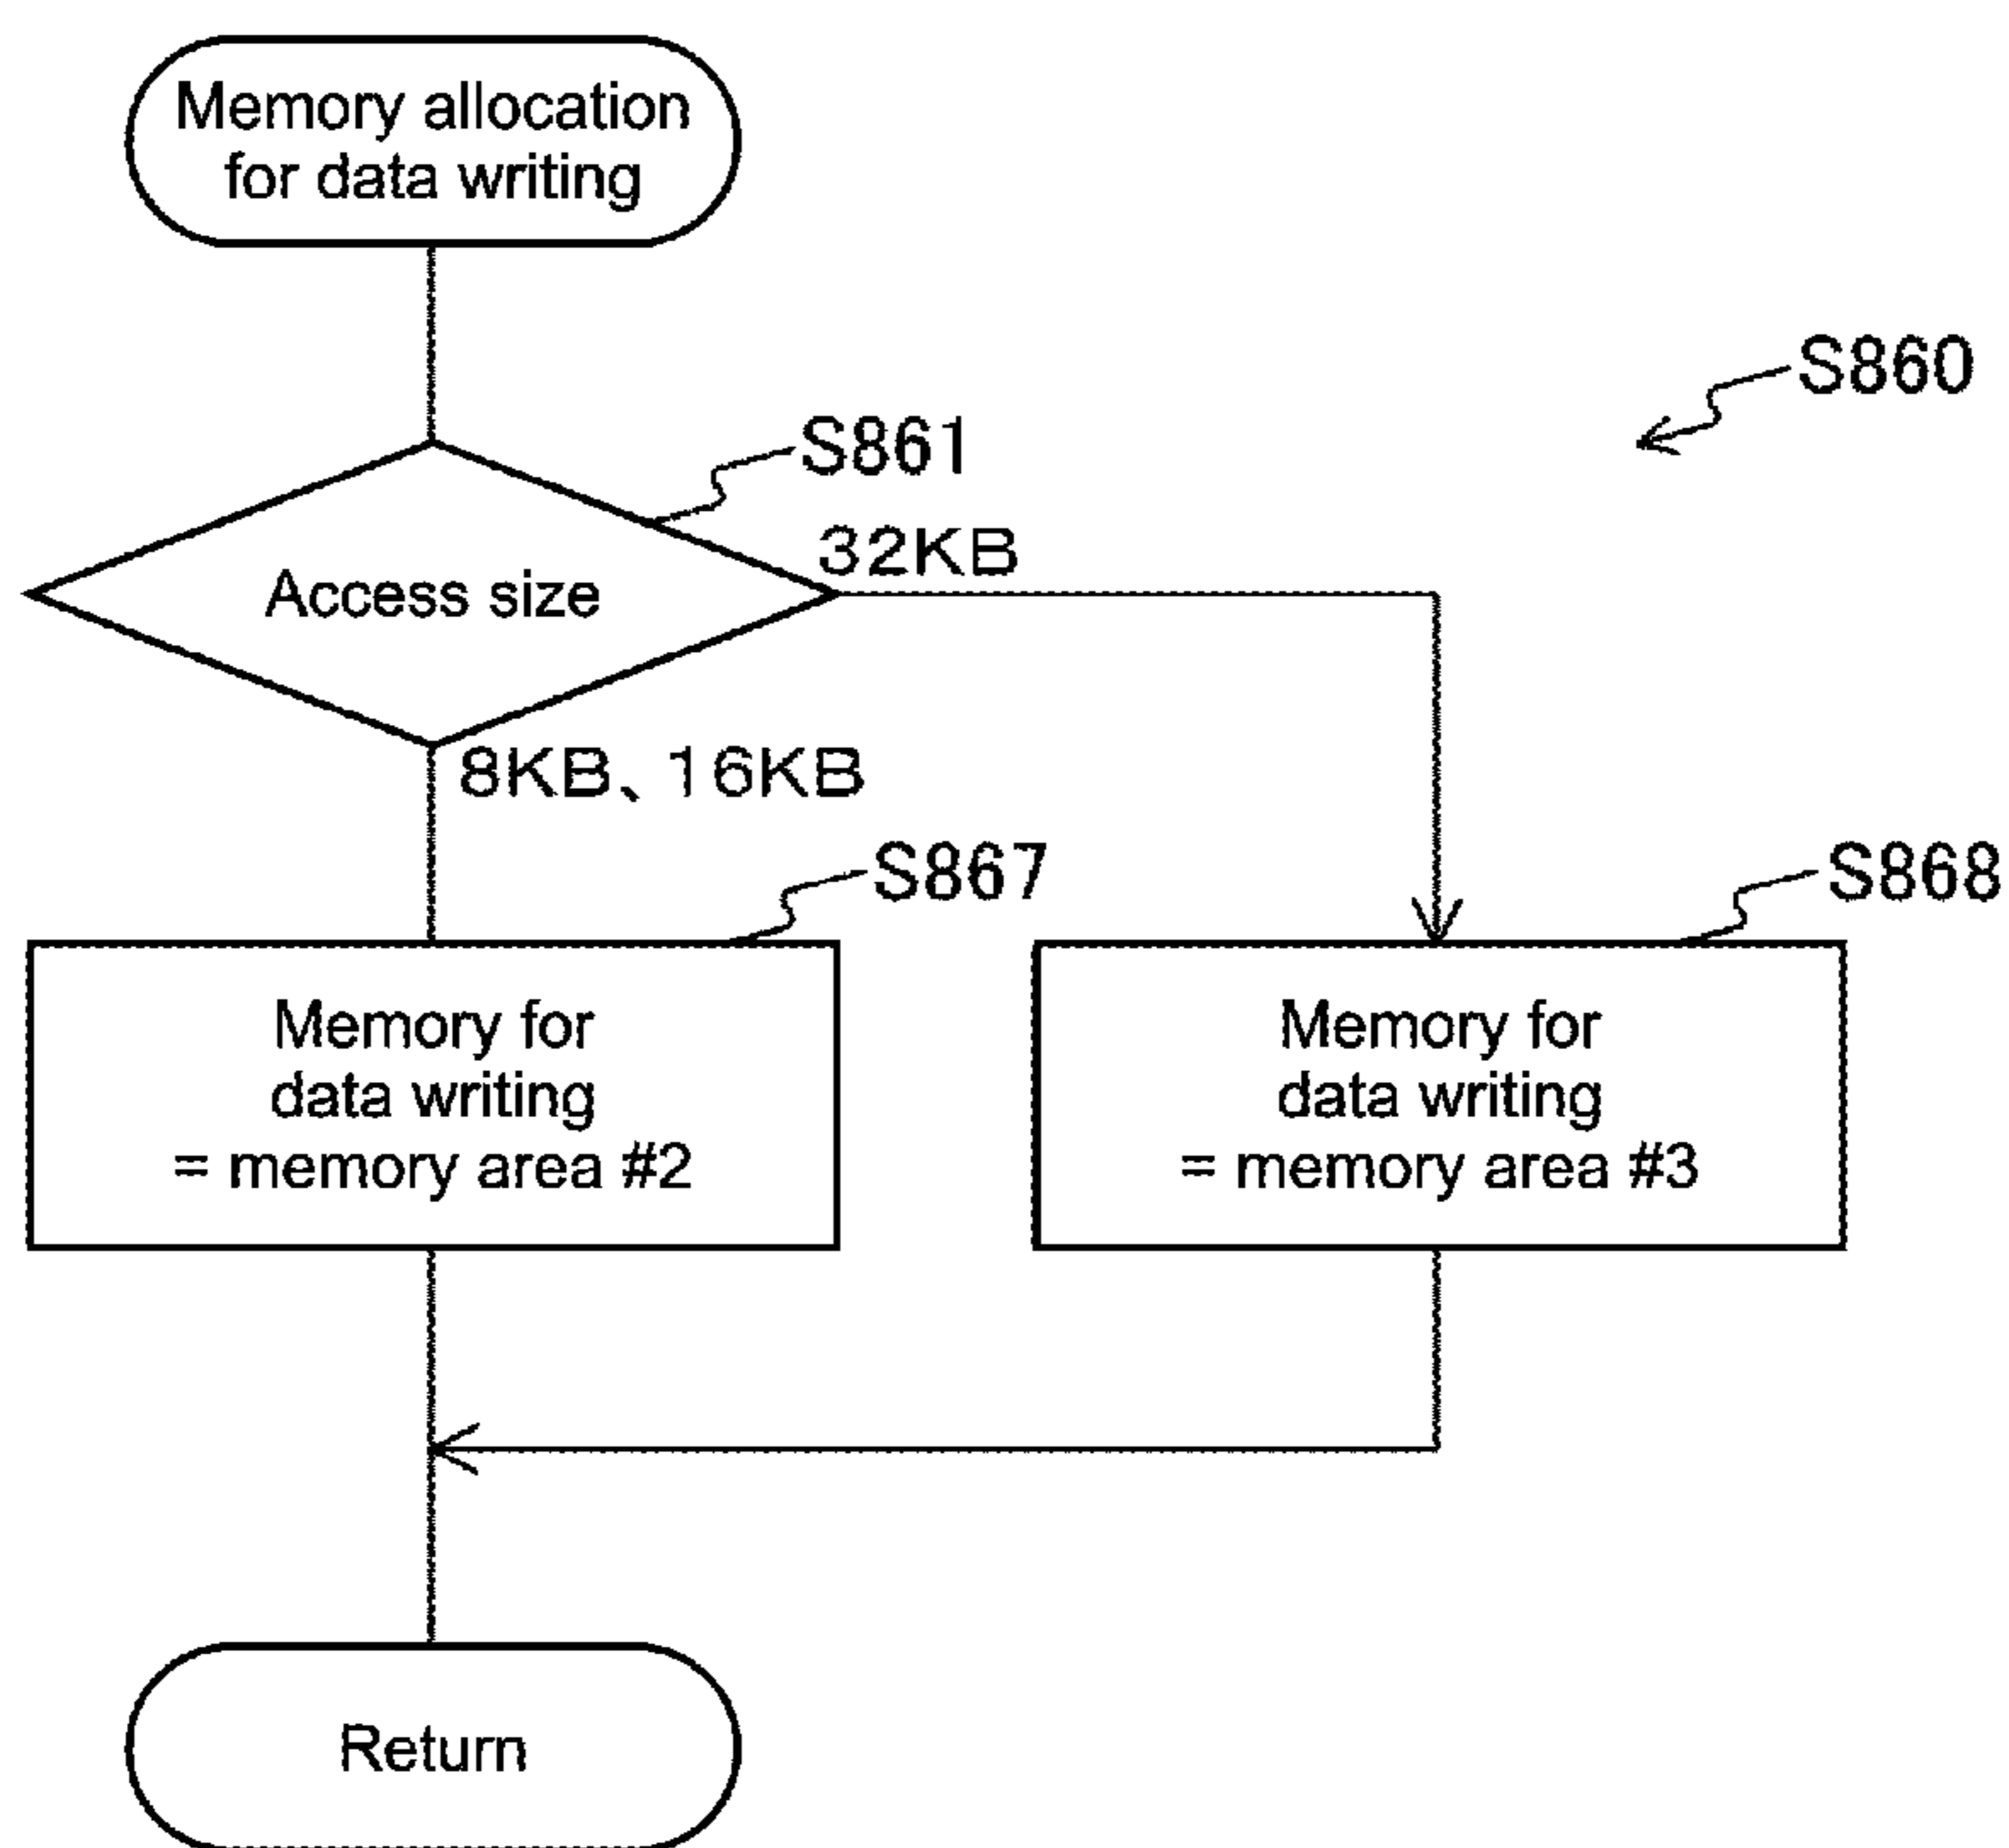 Memory allocation
for data writing
S860
S861
32KB
Access size
8KB、16KB
S867
S868
Memory for
data writing
= memory area #2
Memory for
data writing
= memory area #3
Return